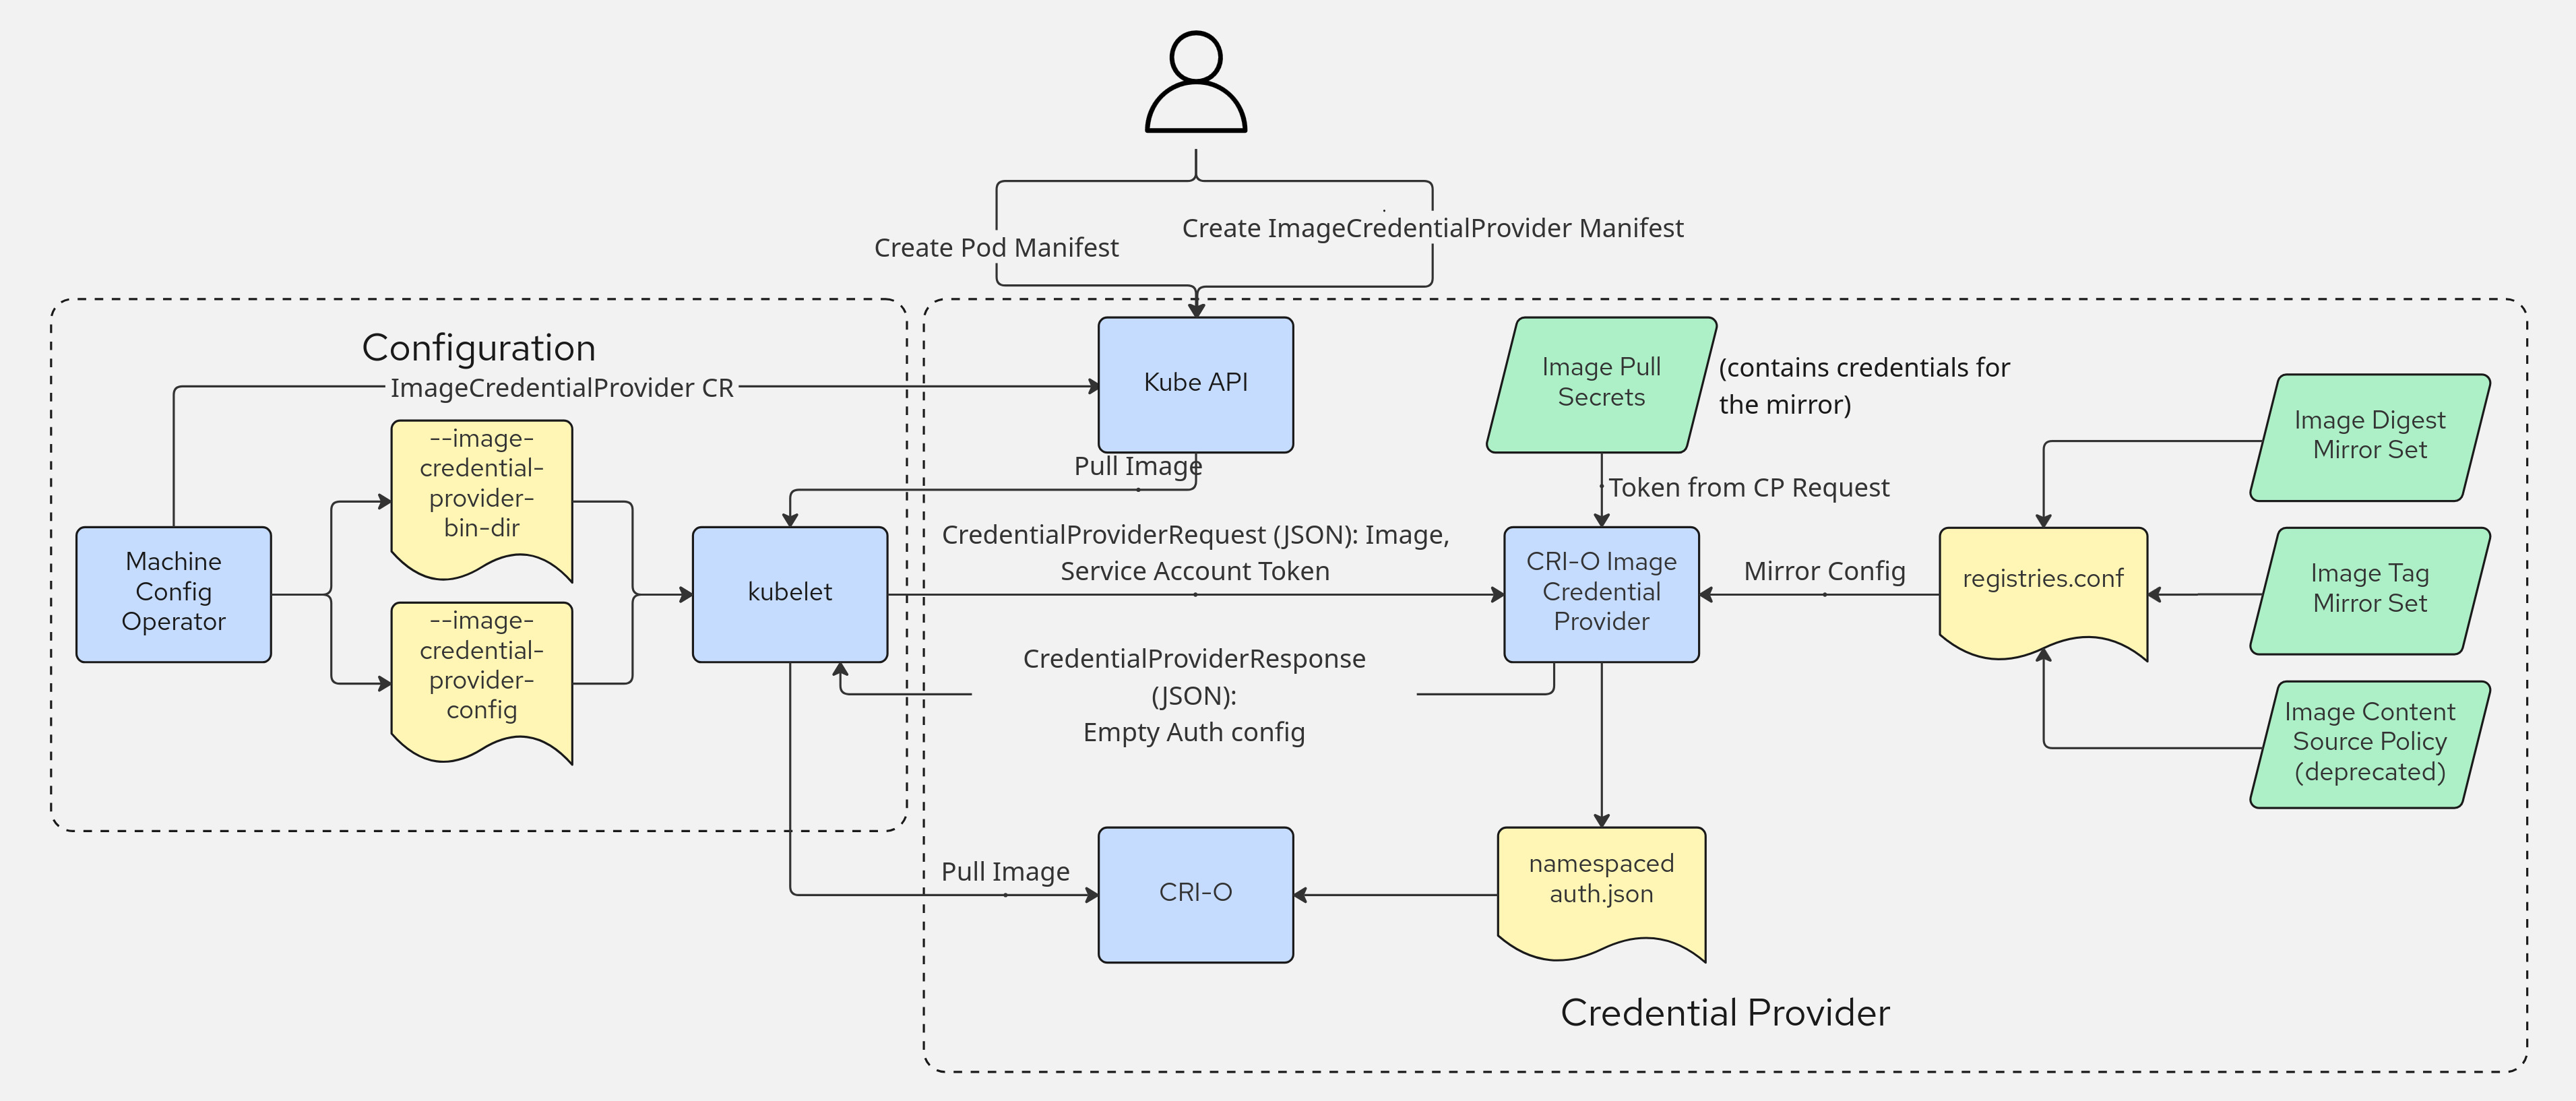 Create ImageCredentialProvider Manifest
Create Pod Manifest
Configuration
ImageCredentialProvider CR
Kube API
Image Pull
Secrets
(contains credentials for
the mirror)
Image Digest
Mirror Set
--image-
credential-
provider-
bin-dir
Pull Image
Token from CP Request
CredentialProviderRequest (JSON): Image,
Service Account Token
Machine
Config
Operator
kubelet
CRI-O Image
Credential
Provider
Mirror Config
registries.conf
Image Tag
Mirror Set
--image-
credential-
provider-
config
CredentialProviderResponse
(JSON):
Empty Auth config
Image Content
Source Policy
(deprecated)
Pull Image
CRI-O
namespaced
auth.json
Credential Provider